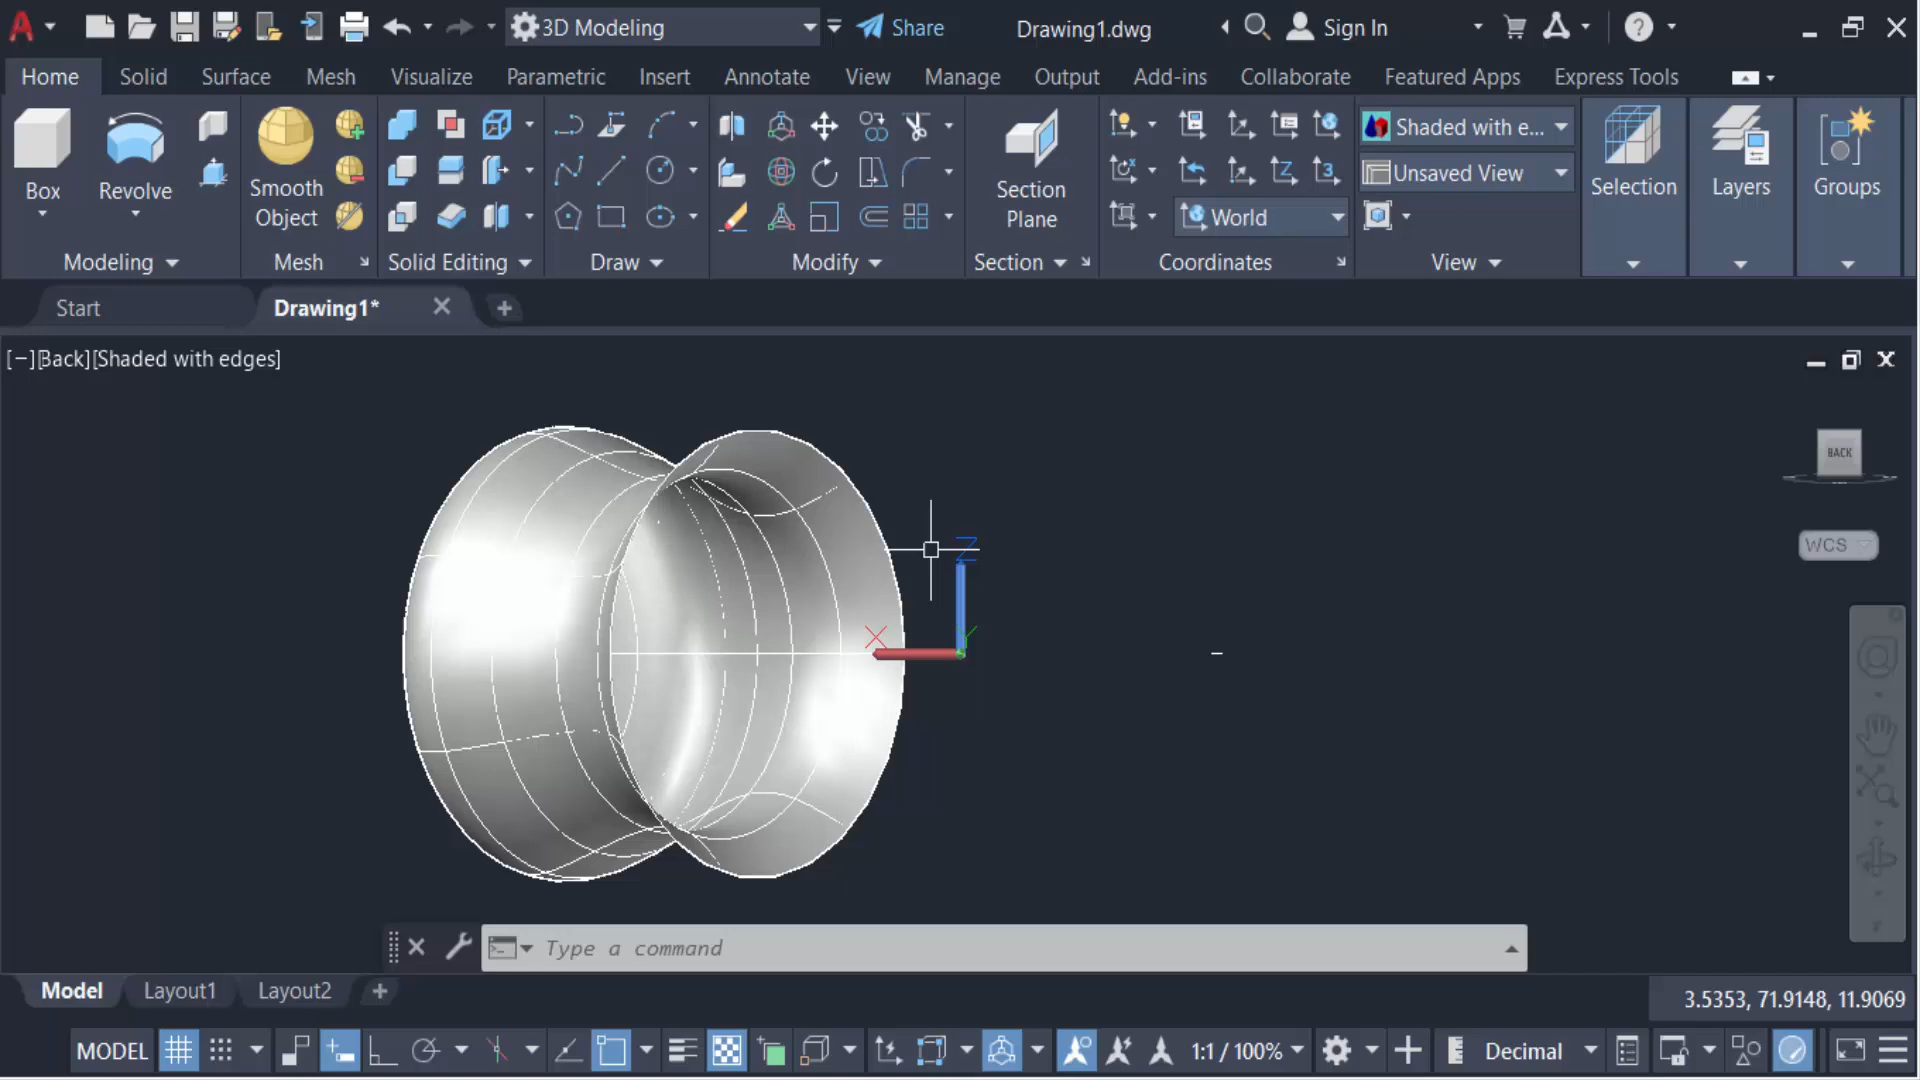 3D Modeling
Share
Drawing1.dwg
Sign In
Home Solid Surface Mesh Visualize Parametric Insert Annotate View Manage Output Add-ins Collaborate Featured Apps Express Tools
Box
Revolve
Smooth
Object
Section
Plane
World
Shaded with e...
Unsaved View
Selection
Layers
Groups
Modeling
Mesh
Solid Editing
Draw
Modify
Section
Coordinates
View
Start
Drawing1*
[−][Back][Shaded with edges]
BACK
Z
X
Y
WCS
Type a command
Model Layout1 Layout2
3.5353, 71.9148, 11.9069
MODEL
1:1 / 100%
Decimal